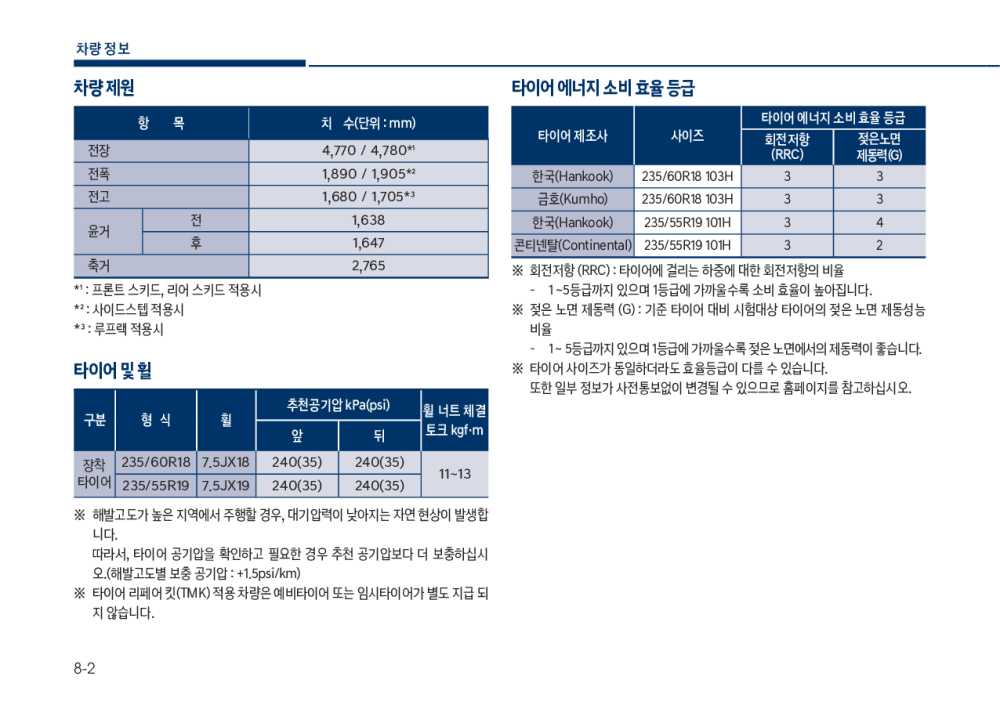 차량 정보
차량 제원
항 목 치 수(단위 : mm)
전장 4,770 / 4,780*¹
전폭 1,890 / 1,905*²
전고 1,680 / 1,705*³
윤거 전 1,638
후 1,647
축거 2,765
*¹ : 프론트 스키드, 리어 스키드 적용시
*² : 사이드스텝 적용시
*³ : 루프랙 적용시
타이어 및 휠
구분 형 식 휠 추천공기압 kPa(psi) 휠 너트 체결
토크 kgf·m
앞 뒤
장착
타이어
235/60R18 7.5JX18 240(35) 240(35) 11~13
235/55R19 7.5JX19 240(35) 240(35)
※ 해발고도가 높은 지역에서 주행할 경우, 대기압력이 낮아지는 자연 현상이 발생합
니다.
따라서, 타이어 공기압을 확인하고 필요한 경우 추천 공기압보다 더 보충하십시
오.(해발고도별 보충 공기압 : +1.5psi/km)
※ 타이어 리페어 킷(TMK) 적용 차량은 예비타이어 또는 임시타이어가 별도 지급 되
지 않습니다.
타이어 에너지 소비 효율 등급
타이어 제조사 사이즈 타이어 에너지 소비 효율 등급
회전저항
(RRC)
젖은노면
제동력(G)
한국(Hankook) 235/60R18 103H 3 3
금호(Kumho) 235/60R18 103H 3 3
한국(Hankook) 235/55R19 101H 3 4
콘티넨탈(Continental) 235/55R19 101H 3 2
※ 회전저항 (RRC) : 타이어에 걸리는 하중에 대한 회전저항의 비율
- 1~5등급까지 있으며 1등급에 가까울수록 소비 효율이 높아집니다.
※ 젖은 노면 제동력 (G) : 기준 타이어 대비 시험대상 타이어의 젖은 노면 제동성능
비율
- 1~ 5등급까지 있으며 1등급에 가까울수록 젖은 노면에서의 제동력이 좋습니다.
※ 타이어 사이즈가 동일하더라도 효율등급이 다를 수 있습니다.
또한 일부 정보가 사전통보없이 변경될 수 있으므로 홈페이지를 참고하십시오.
8-2